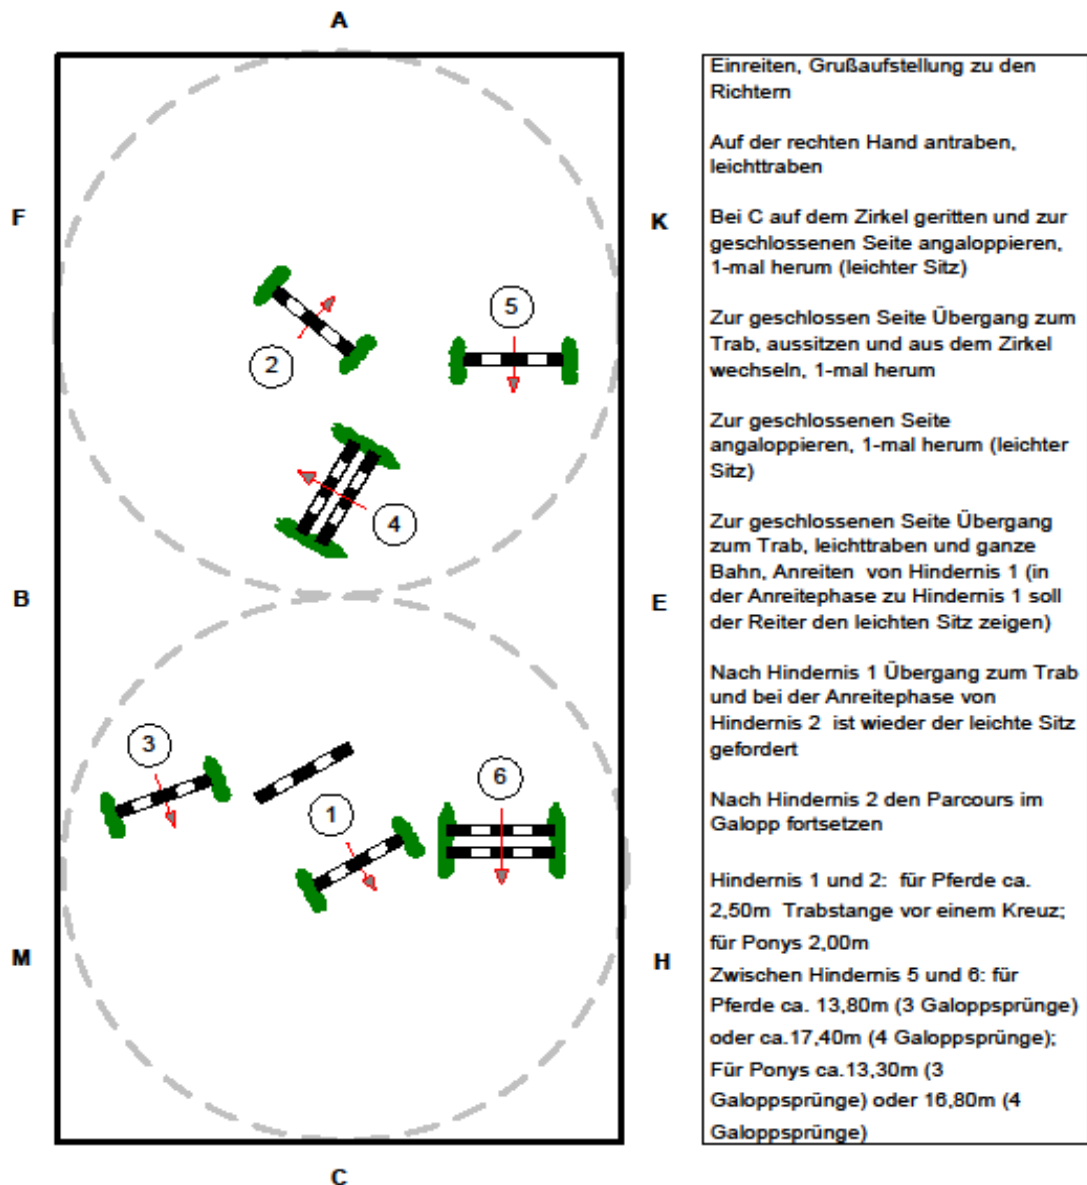 A
F
K
B
E
M
H
C
2
5
4
3
1
6
Einreiten, Grußaufstellung zu den
Richtern
Auf der rechten Hand antraben,
leichttraben
Bei C auf dem Zirkel geritten und zur
geschlossenen Seite angaloppieren,
1-mal herum (leichter Sitz)
Zur geschlossen Seite Übergang zum
Trab, aussitzen und aus dem Zirkel
wechseln, 1-mal herum
Zur geschlossenen Seite
angaloppieren, 1-mal herum (leichter
Sitz)
Zur geschlossenen Seite Übergang
zum Trab, leichttraben und ganze
Bahn, Anreiten von Hindernis 1 (in
der Anreitephase zu Hindernis 1 soll
der Reiter den leichten Sitz zeigen)
Nach Hindernis 1 Übergang zum Trab
und bei der Anreitephase von
Hindernis 2 ist wieder der leichte Sitz
gefordert
Nach Hindernis 2 den Parcours im
Galopp fortsetzen
Hindernis 1 und 2: für Pferde ca.
2,50m Trabstange vor einem Kreuz;
für Ponys 2,00m
Zwischen Hindernis 5 und 6: für
Pferde ca. 13,80m (3 Galoppsprünge)
oder ca.17,40m (4 Galoppsprünge);
Für Ponys ca.13,30m (3
Galoppsprünge) oder 16,80m (4
Galoppsprünge)